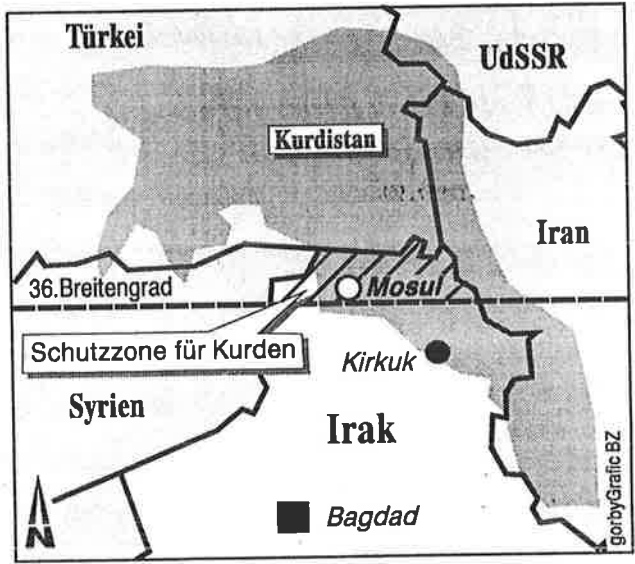 Türkei
UdSSR
Kurdistan
Iran
36.Breitengrad
Mosul
Schutzzone für Kurden
Kirkuk
Syrien
Irak
Bagdad
N
gorbyGrafic BZ